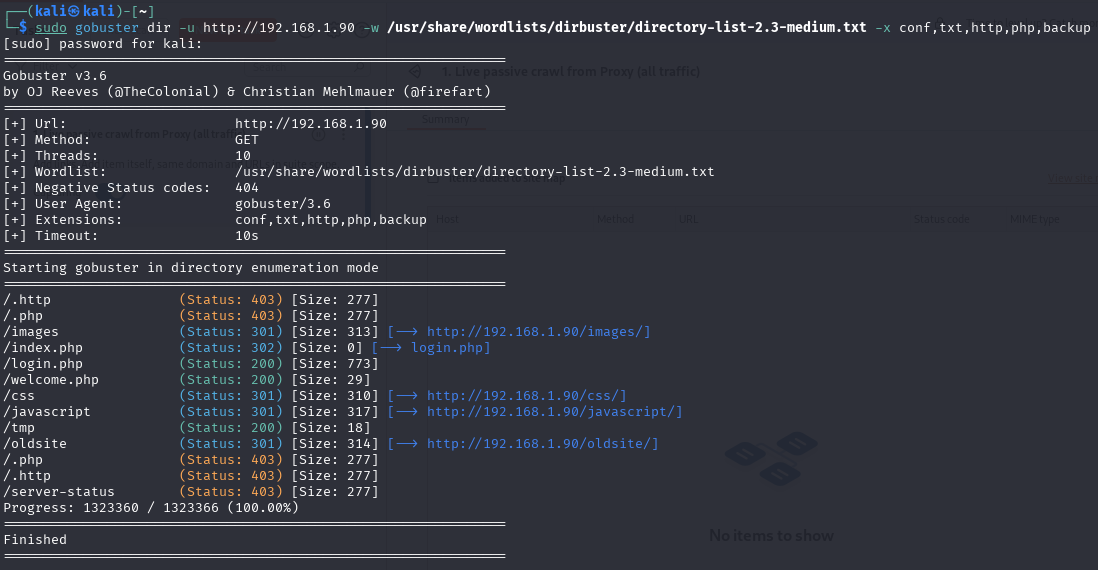 ┌──(kali㉿kali)-[~]
└─$ sudo gobuster dir -u http://192.168.1.90 -w /usr/share/wordlists/dirbuster/directory-list-2.3-medium.txt -x conf,txt,http,php,backup
[sudo] password for kali:
===============================================================
Gobuster v3.6
by OJ Reeves (@TheColonial) & Christian Mehlmauer (@firefart)
===============================================================
[+] Url:                     http://192.168.1.90
[+] Method:                  GET
[+] Threads:                 10
[+] Wordlist:                /usr/share/wordlists/dirbuster/directory-list-2.3-medium.txt
[+] Negative Status codes:   404
[+] User Agent:              gobuster/3.6
[+] Extensions:              conf,txt,http,php,backup
[+] Timeout:                 10s
===============================================================
Starting gobuster in directory enumeration mode
===============================================================
/.http                (Status: 403) [Size: 277]
/.php                 (Status: 403) [Size: 277]
/images               (Status: 301) [Size: 313] [--> http://192.168.1.90/images/]
/index.php            (Status: 302) [Size: 0] [--> login.php]
/login.php            (Status: 200) [Size: 773]
/welcome.php          (Status: 200) [Size: 29]
/css                  (Status: 301) [Size: 310] [--> http://192.168.1.90/css/]
/javascript           (Status: 301) [Size: 317] [--> http://192.168.1.90/javascript/]
/tmp                  (Status: 200) [Size: 18]
/oldsite              (Status: 301) [Size: 314] [--> http://192.168.1.90/oldsite/]
/.php                 (Status: 403) [Size: 277]
/.http                (Status: 403) [Size: 277]
/server-status        (Status: 403) [Size: 277]
Progress: 1323360 / 1323366 (100.00%)
===============================================================
Finished
===============================================================
1. Live passive crawl from Proxy (all traffic)
Summary
Host Method URL Status code MIME type
No items to show